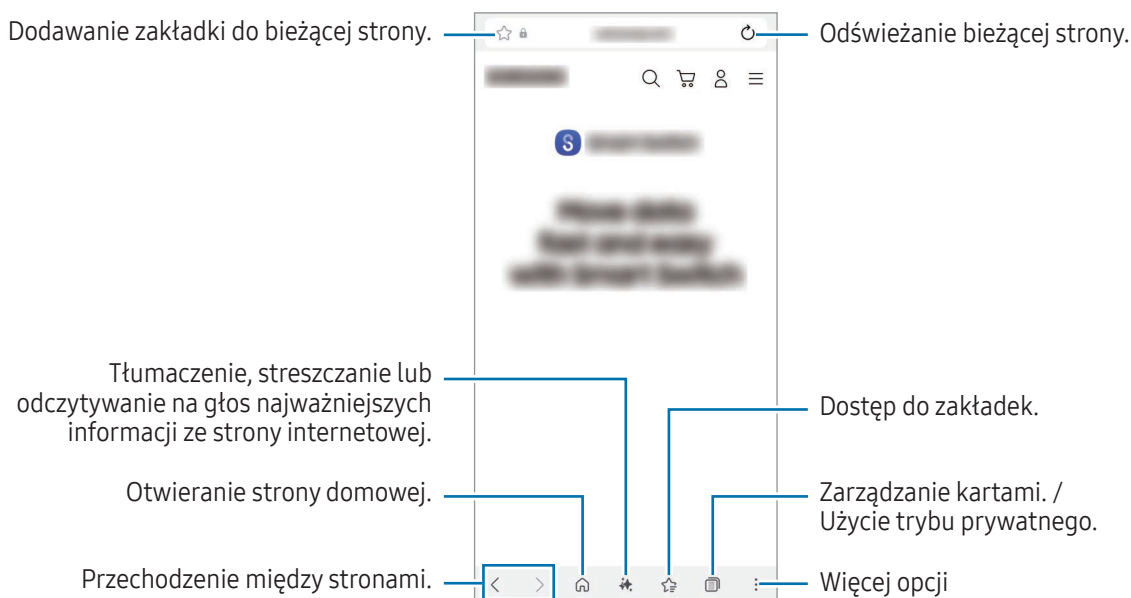 Dodawanie zakładki do bieżącej strony.
Odświeżanie bieżącej strony.
S
Tłumaczenie, streszczanie lub
odczytywanie na głos najważniejszych
informacji ze strony internetowej.
Dostęp do zakładek.
Otwieranie strony domowej.
Zarządzanie kartami. /
Użycie trybu prywatnego.
Przechodzenie między stronami.
Więcej opcji